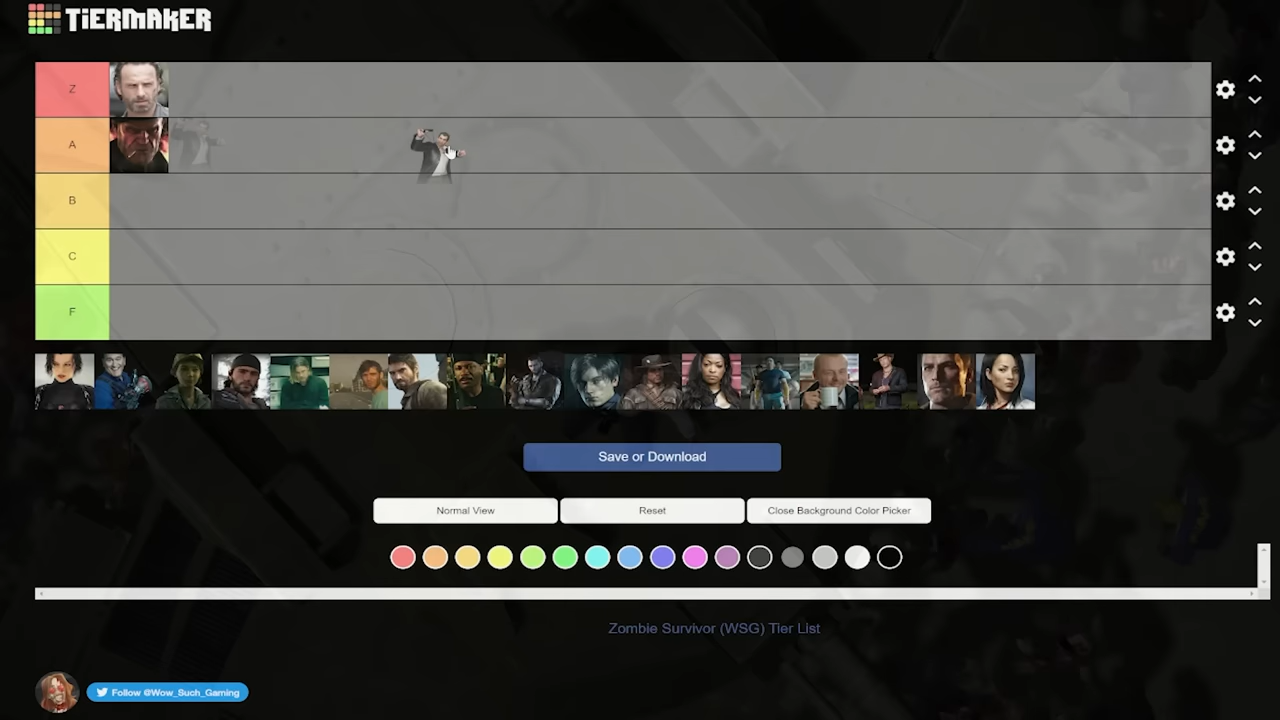 TiERMAKER
Z
A
B
C
F
Save or Download
Normal View
Reset
Close Background Color Picker
Zombie Survivor (WSG) Tier List
Follow @Wow_Such_Gaming